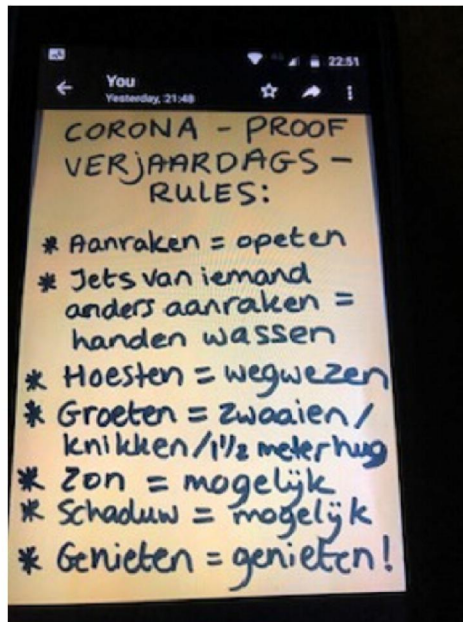 22:51
You
Yesterday, 21:48
CORONA - PROOF
VERJAARDAGS -
RULES:
* Aanraken = opeten
* Iets van iemand
anders aanraken =
handen wassen
* Hoesten = wegwezen
* Groeten = zwaaien/
knikken/1½ meter hug
* Zon = mogelijk
* Schaduw = mogelijk
* Genieten = genieten!